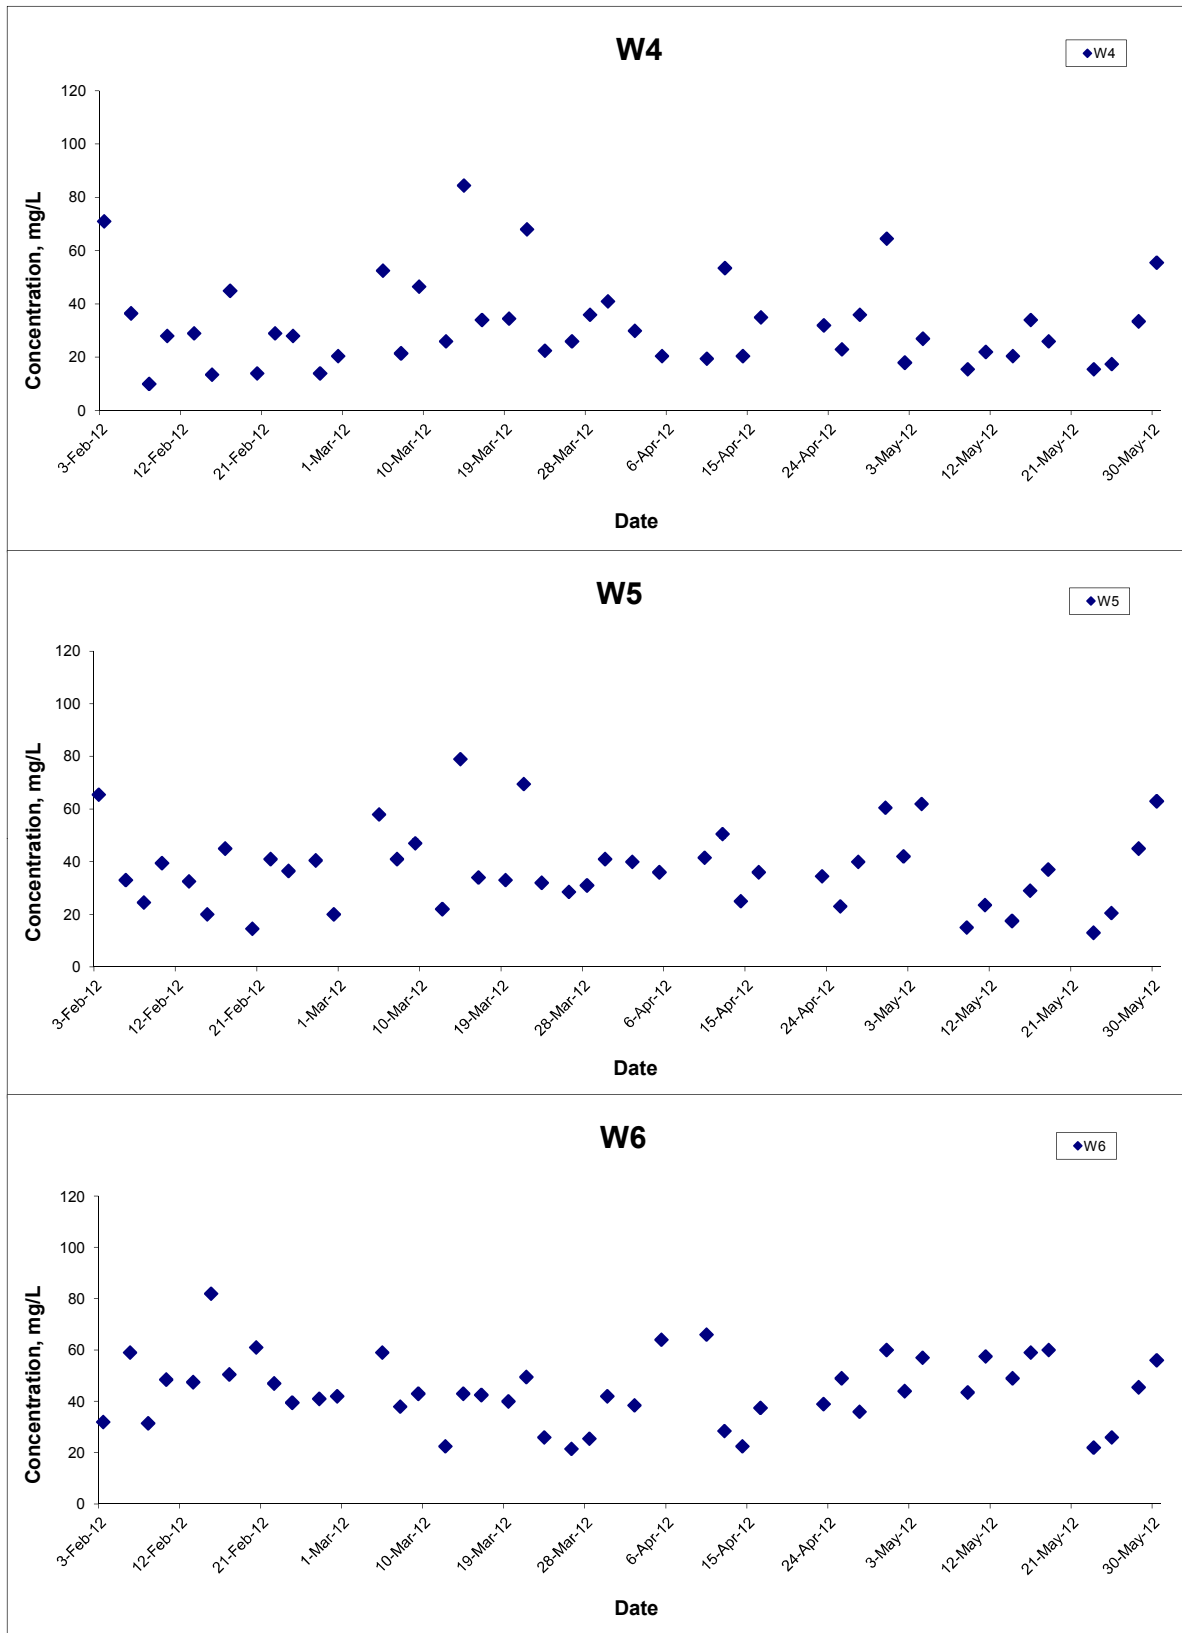 W4
W4
120
100
80
60
40
20
0
Concentration, mg/L
3-Feb-12
12-Feb-12
21-Feb-12
1-Mar-12
10-Mar-12
19-Mar-12
28-Mar-12
6-Apr-12
15-Apr-12
24-Apr-12
3-May-12
12-May-12
21-May-12
30-May-12
Date
W5
W5
120
100
80
60
40
20
0
Concentration, mg/L
3-Feb-12
12-Feb-12
21-Feb-12
1-Mar-12
10-Mar-12
19-Mar-12
28-Mar-12
6-Apr-12
15-Apr-12
24-Apr-12
3-May-12
12-May-12
21-May-12
30-May-12
Date
W6
W6
120
100
80
60
40
20
0
Concentration, mg/L
3-Feb-12
12-Feb-12
21-Feb-12
1-Mar-12
10-Mar-12
19-Mar-12
28-Mar-12
6-Apr-12
15-Apr-12
24-Apr-12
3-May-12
12-May-12
21-May-12
30-May-12
Date